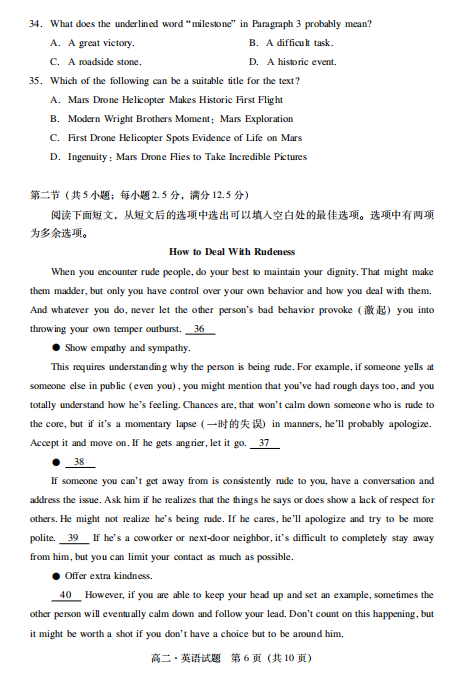 34. What does the underlined word “milestone” in Paragraph 3 probably mean?
A. A great victory. B. A difficult task.
C. A roadside stone. D. A historic event.
35. Which of the following can be a suitable title for the text?
A. Mars Drone Helicopter Makes Historic First Flight
B. Modern Wright Brothers Moment: Mars Exploration
C. First Drone Helicopter Spots Evidence of Life on Mars
D. Ingenuity: Mars Drone Flies to Take Incredible Pictures
第二节（共5小题；每小题2.5分，满分12.5分）
阅读下面短文，从短文后的选项中选出可以填入空白处的最佳选项。选项中有两项
为多余选项。
How to Deal With Rudeness
When you encounter rude people, do your best to maintain your dignity. That might make
them madder, but only you have control over your own behavior and how you deal with them.
And whatever you do, never let the other person’s bad behavior provoke (激起) you into
throwing your own temper outburst. 36
● Show empathy and sympathy.
This requires understanding why the person is being rude. For example, if someone yells at
someone else in public (even you), you might mention that you’ve had rough days too, and you
totally understand how he’s feeling. Chances are, that won’t calm down someone who is rude to
the core, but if it’s a momentary lapse (一时的失误) in manners, he’ll probably apologize.
Accept it and move on. If he gets angrier, let it go. 37
● 38
If someone you can’t get away from is consistently rude to you, have a conversation and
address the issue. Ask him if he realizes that the things he says or does show a lack of respect for
others. He might not realize he’s being rude. If he cares, he’ll apologize and try to be more
polite. 39 If he’s a coworker or next-door neighbor, it’s difficult to completely stay away
from him, but you can limit your contact as much as possible.
● Offer extra kindness.
40 However, if you are able to keep your head up and set an example, sometimes the
other person will eventually calm down and follow your lead. Don’t count on this happening, but
it might be worth a shot if you don’t have a choice but to be around him.
高二·英语试题 第6页（共10页）